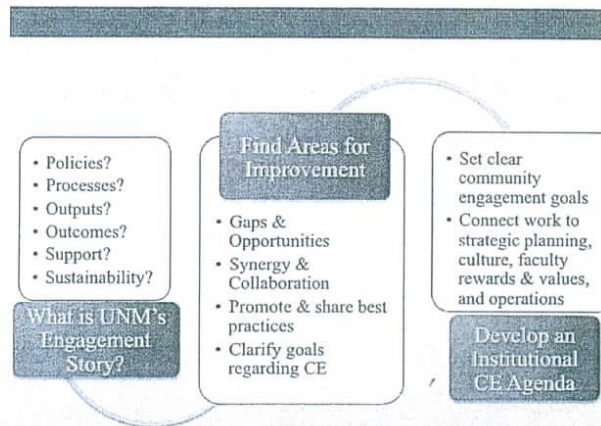 • Policies?
• Processes?
• Outputs?
• Outcomes?
• Support?
• Sustainability?
What is UNM's
Engagement
Story?
Find Areas for
Improvement
• Gaps &
Opportunities
• Synergy &
Collaboration
• Promote & share best
practices
• Clarify goals
regarding CE
• Set clear
community
engagement goals
• Connect work to
strategic planning,
culture, faculty
rewards & values,
and operations
Develop an
Institutional
CE Agenda